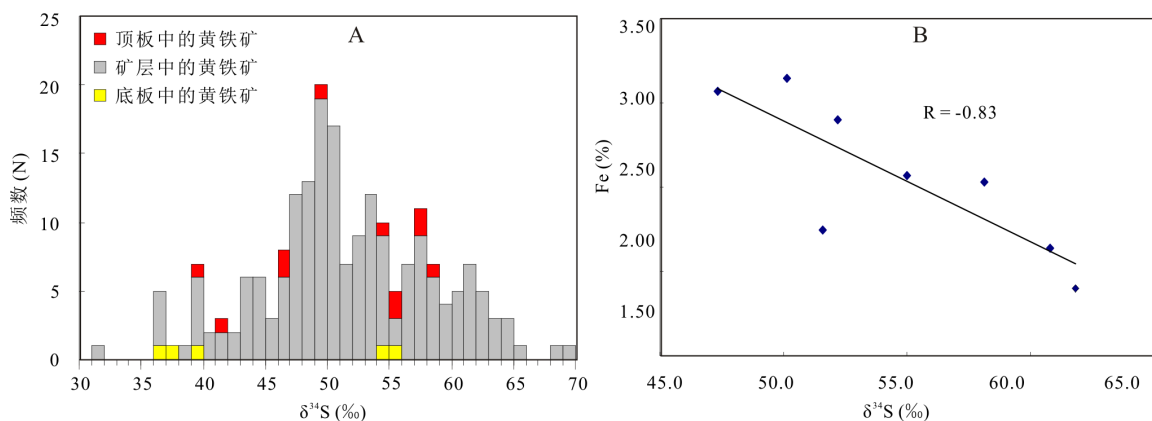 A
顶板中的黄铁矿
矿层中的黄铁矿
底板中的黄铁矿
频数 (N)
25
20
15
10
5
0
30 35 40 45 50 55 60 65 70
δ³⁴S (‰)
B
R = -0.83
Fe (%)
3.50
3.00
2.50
2.00
1.50
45.0 50.0 55.0 60.0 65.0
δ³⁴S (‰)